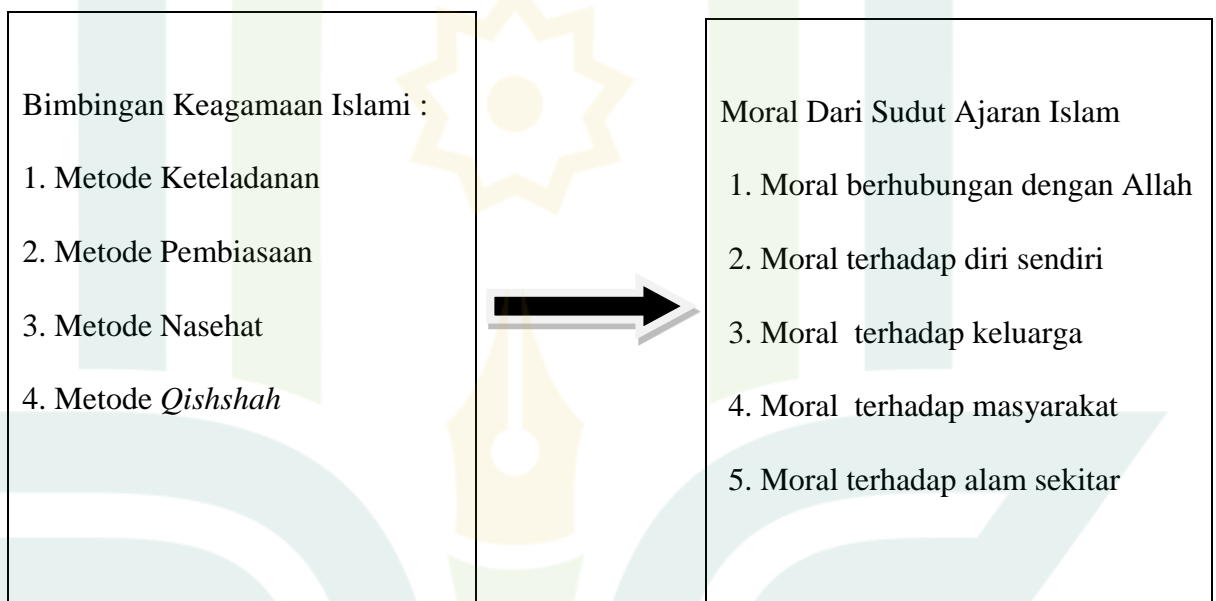 Bimbingan Keagamaan Islami :
1. Metode Keteladanan
2. Metode Pembiasaan
3. Metode Nasehat
4. Metode Qishshah
Moral Dari Sudut Ajaran Islam
1. Moral berhubungan dengan Allah
2. Moral terhadap diri sendiri
3. Moral terhadap keluarga
4. Moral terhadap masyarakat
5. Moral terhadap alam sekitar